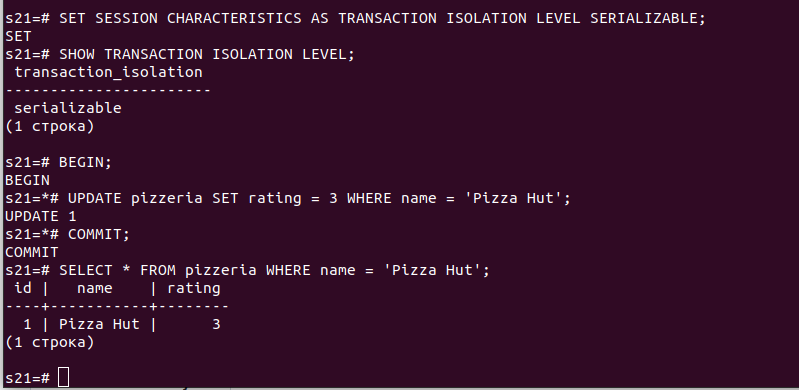 s21=# SET SESSION CHARACTERISTICS AS TRANSACTION ISOLATION LEVEL SERIALIZABLE;
SET
s21=# SHOW TRANSACTION ISOLATION LEVEL;
 transaction_isolation
-----------------------
 serializable
(1 строка)

s21=# BEGIN;
BEGIN
s21=*# UPDATE pizzeria SET rating = 3 WHERE name = 'Pizza Hut';
UPDATE 1
s21=*# COMMIT;
COMMIT
s21=# SELECT * FROM pizzeria WHERE name = 'Pizza Hut';
 id |   name    | rating
----+-----------+--------
  1 | Pizza Hut |      3
(1 строка)

s21=#